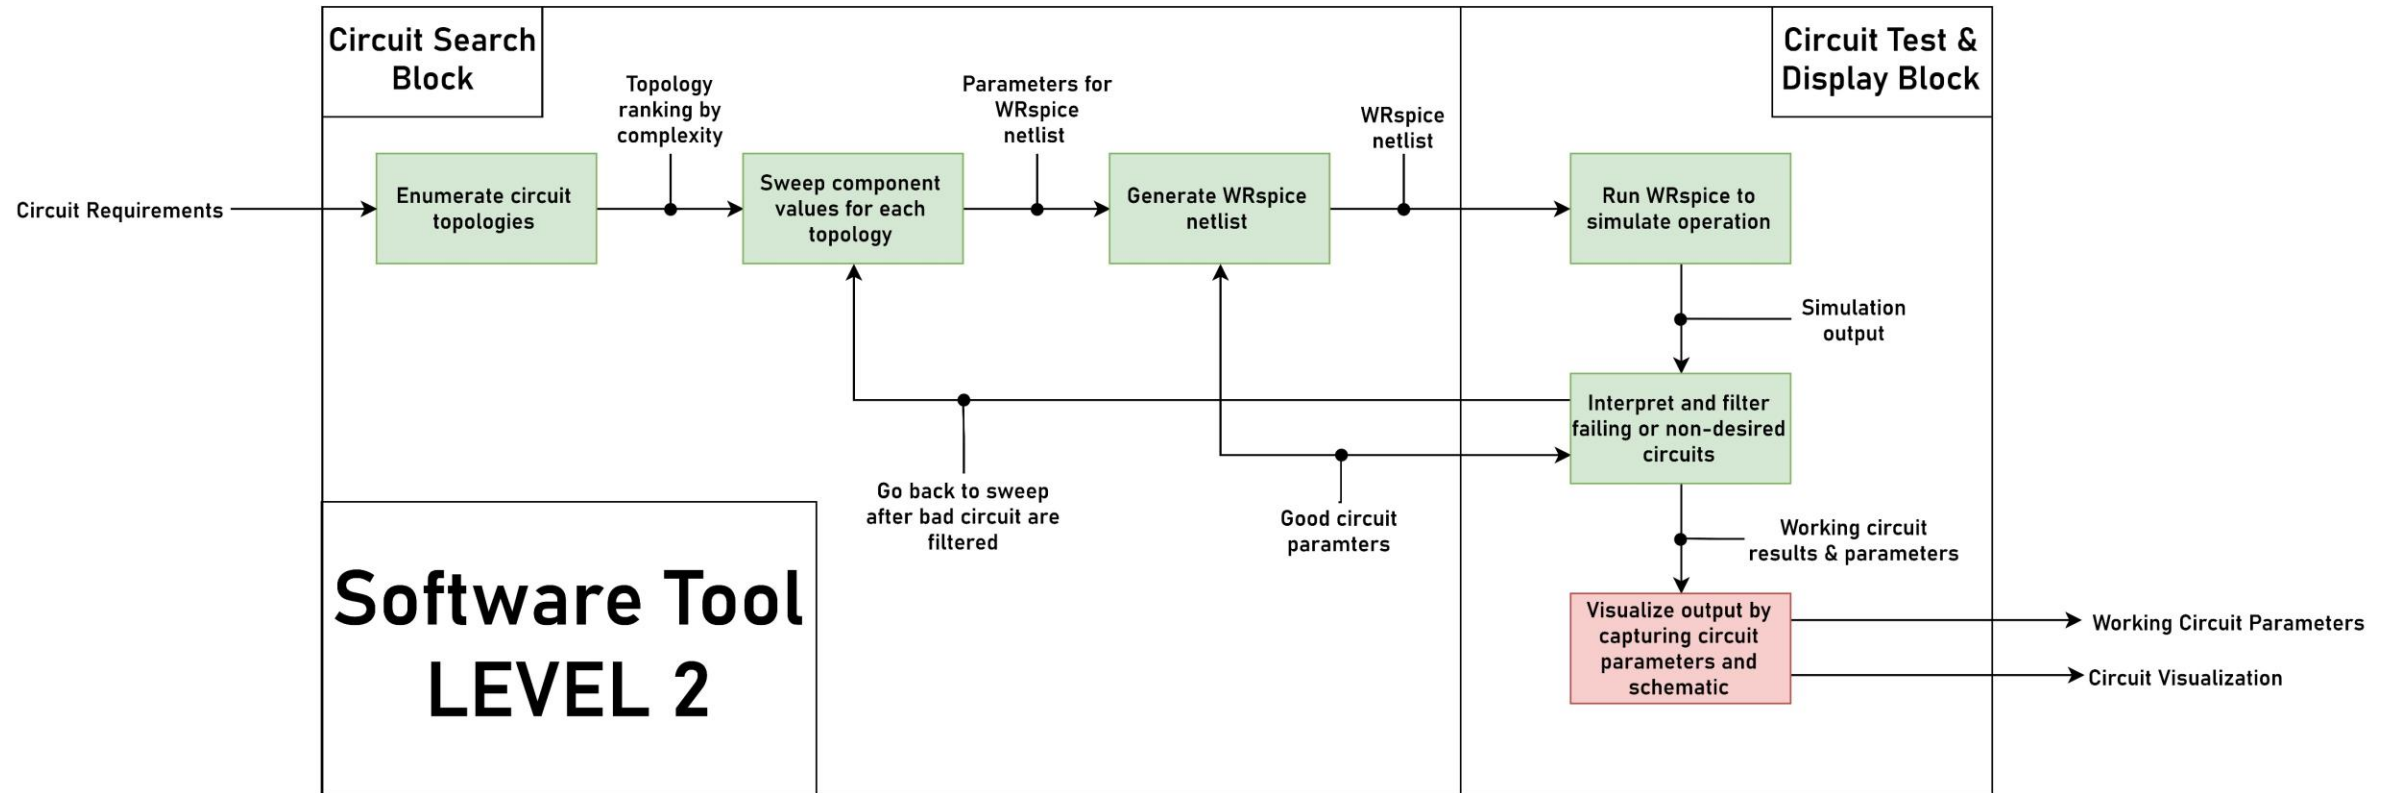 Circuit Search
Block
Circuit Test &
Display Block
Topology
ranking by
complexity
Parameters for
WRspice
netlist
WRspice
netlist
Circuit Requirements
Enumerate circuit
topologies
Sweep component
values for each
topology
Generate WRspice
netlist
Run WRspice to
simulate operation
Simulation
output
Interpret and filter
failing or non-desired
circuits
Go back to sweep
after bad circuit are
filtered
Good circuit
paramters
Working circuit
results & parameters
Software Tool
LEVEL 2
Visualize output by
capturing circuit
parameters and
schematic
Working Circuit Parameters
Circuit Visualization